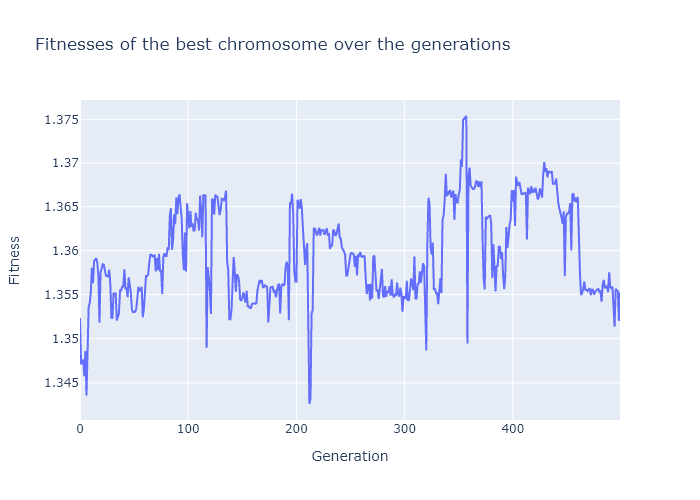 Fitnesses of the best chromosome over the generations
1.375
1.37
1.365
1.36
1.355
1.35
1.345
Fitness
0 100 200 300 400
Generation